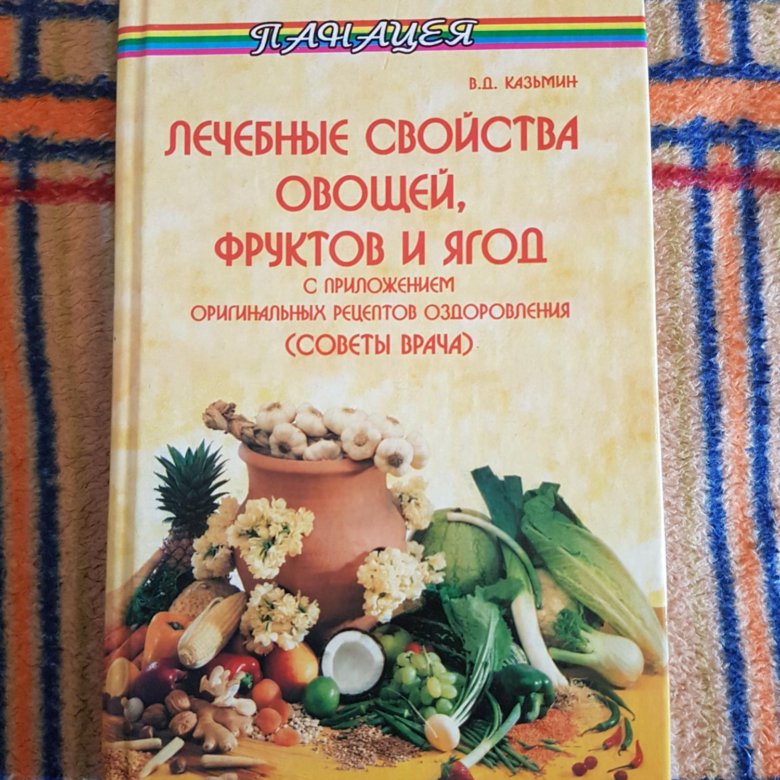 ПАНАЦЕЯ
В.Д. КАЗЬМИН
ЛЕЧЕБНЫЕ СВОЙСТВА
ОВОЩЕЙ,
ФРУКТОВ И ЯГОД
С ПРИЛОЖЕНИЕМ
ОРИГИНАЛЬНЫХ РЕЦЕПТОВ ОЗДОРОВЛЕНИЯ
(СОВЕТЫ ВРАЧА)